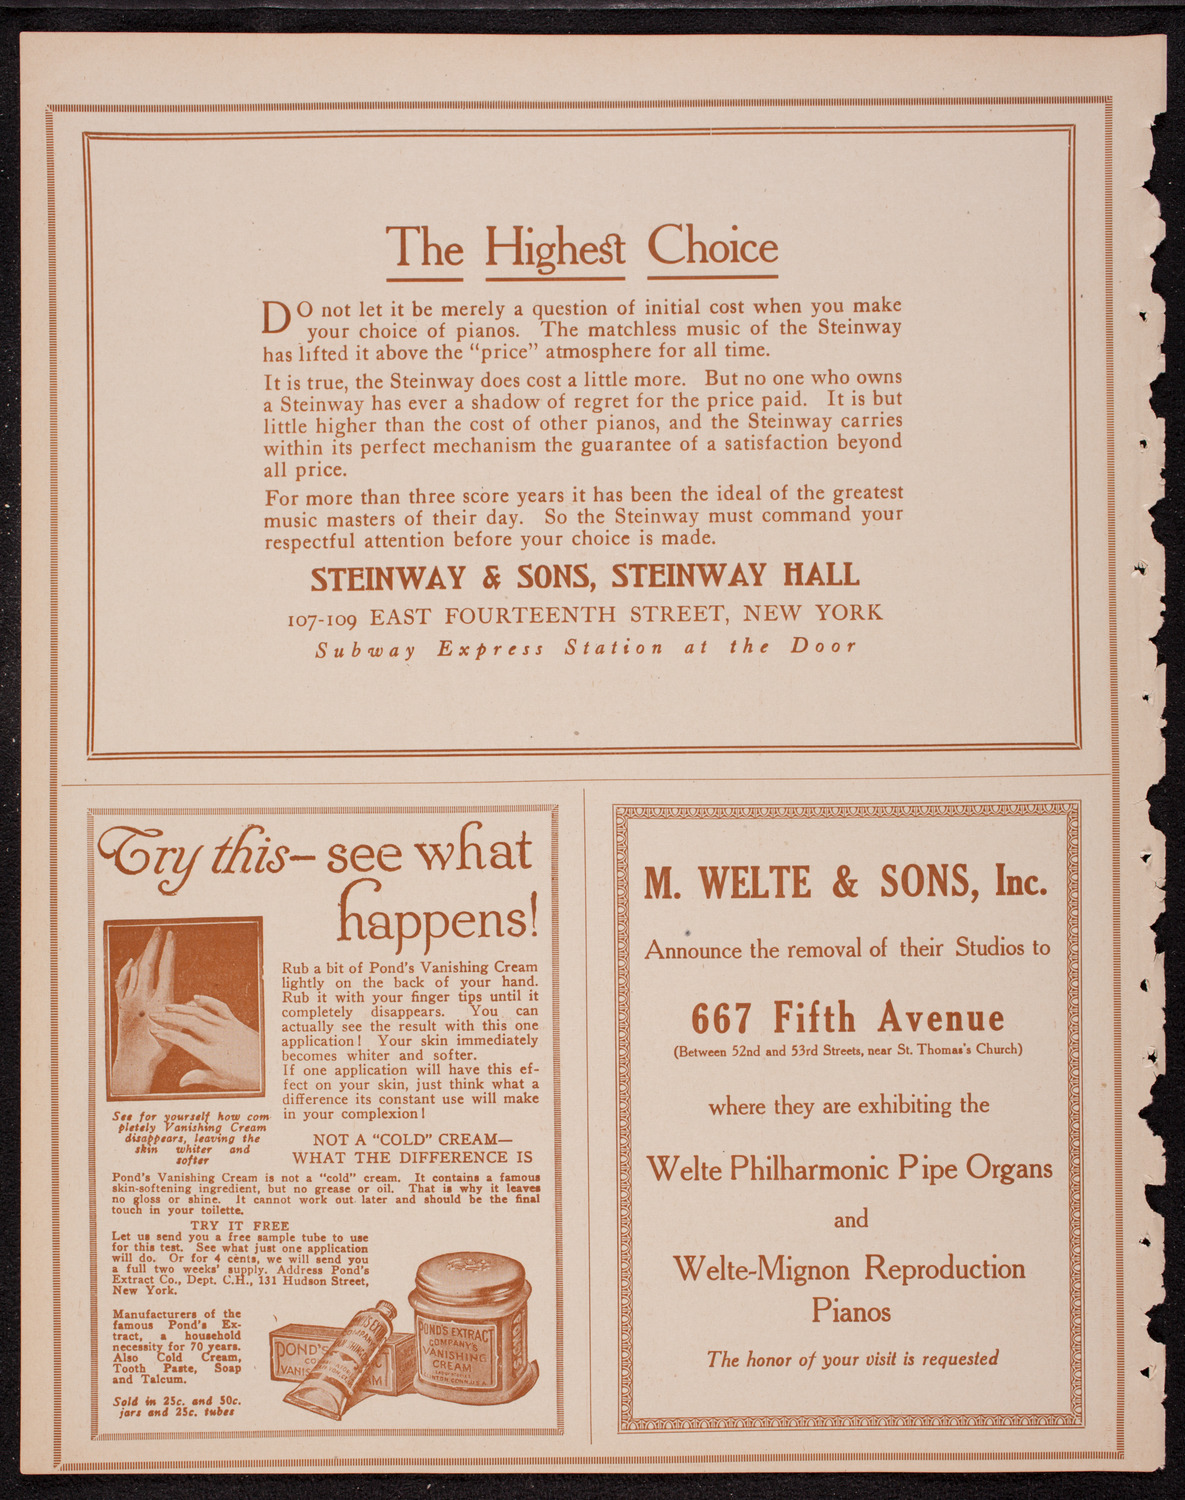 The Highest Choice
DO not let it be merely a question of initial cost when you make
your choice of pianos. The matchless music of the Steinway
has lifted it above the “price” atmosphere for all time.
It is true, the Steinway does cost a little more. But no one who owns
a Steinway has ever a shadow of regret for the price paid. It is but
little higher than the cost of other pianos, and the Steinway carries
within its perfect mechanism the guarantee of a satisfaction beyond
all price.
For more than three score years it has been the ideal of the greatest
music masters of their day. So the Steinway must command your
respectful attention before your choice is made.
STEINWAY & SONS, STEINWAY HALL
107-109 EAST FOURTEENTH STREET, NEW YORK
Subway Express Station at the Door
Try this—see what
happens!
Rub a bit of Pond's Vanishing Cream
lightly on the back of your hand.
Rub it with your finger tips until it
completely disappears. You can
actually see the result with this one
application! Your skin immediately
becomes whiter and softer.
If one application will have this ef-
fect on your skin, just think what a
difference its constant use will make
in your complexion!
See for yourself how com-
pletely Vanishing Cream
disappears, leaving the
skin whiter and
softer
NOT A “COLD” CREAM—
WHAT THE DIFFERENCE IS
Pond's Vanishing Cream is not a “cold” cream. It contains a famous
skin-softening ingredient, but no grease or oil. That is why it leaves
no gloss or shine. It cannot work out later and should be the final
touch in your toilette.
TRY IT FREE
Let us send you a free sample tube to use
for this test. See what just one application
will do. Or for 4 cents, we will send you
a full two weeks' supply. Address Pond's
Extract Co., Dept. C.H., 131 Hudson Street,
New York.
Manufacturers of the
famous Pond's Ex-
tract, a household
necessity for 70 years.
Also Cold Cream,
Tooth Paste, Soap
and Talcum.
Sold in 25c. and 50c.
jars and 25c. tubes
POND'S
VANIS
AM
POND'S EXTRACT
COMPANY'S
VANISHING
CREAM
M. WELTE & SONS, Inc.
Announce the removal of their Studios to
667 Fifth Avenue
(Between 52nd and 53rd Streets, near St. Thomas's Church)
where they are exhibiting the
Welte Philharmonic Pipe Organs
and
Welte-Mignon Reproduction
Pianos
The honor of your visit is requested